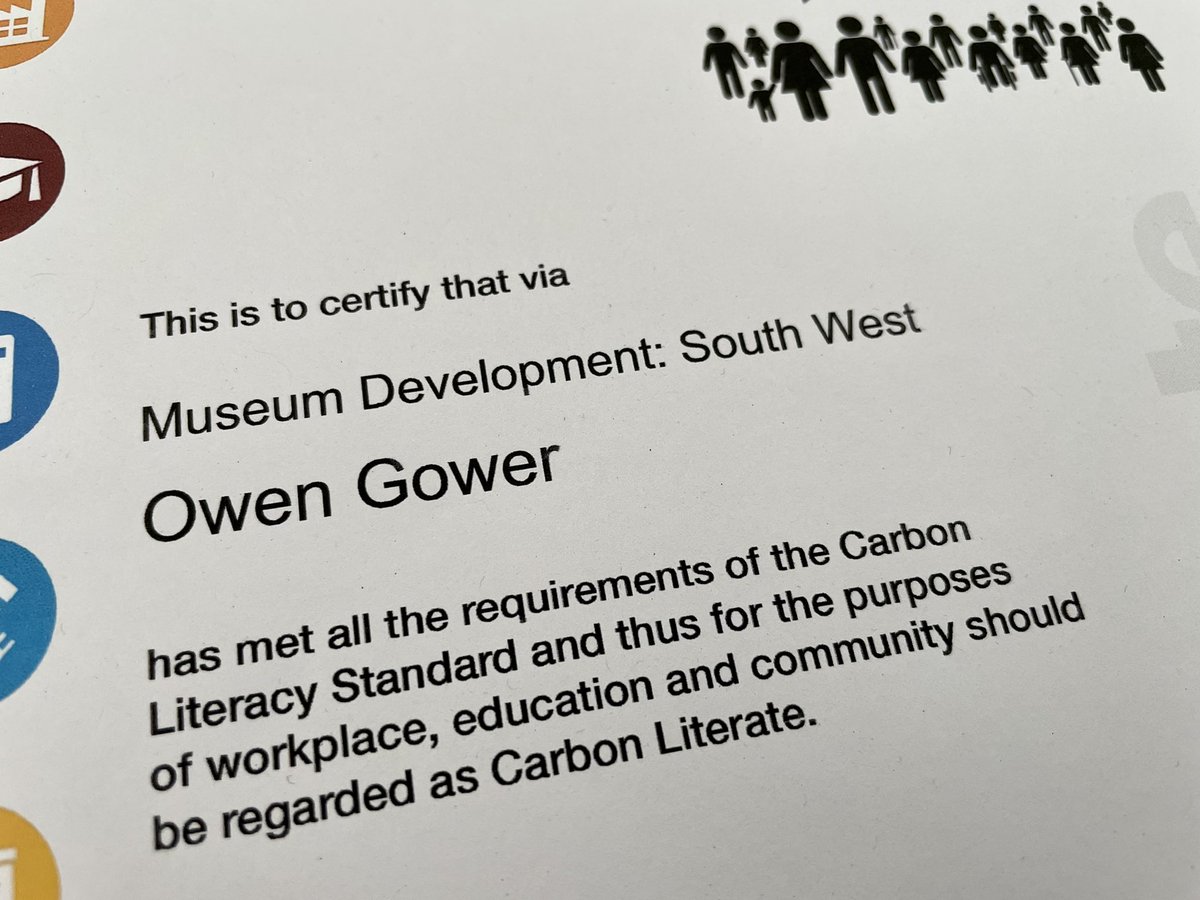 This is to certify that via
Museum Development: South West
Owen Gower
has met all the requirements of the Carbon
Literacy Standard and thus for the purposes
of workplace, education and community should
be regarded as Carbon Literate.